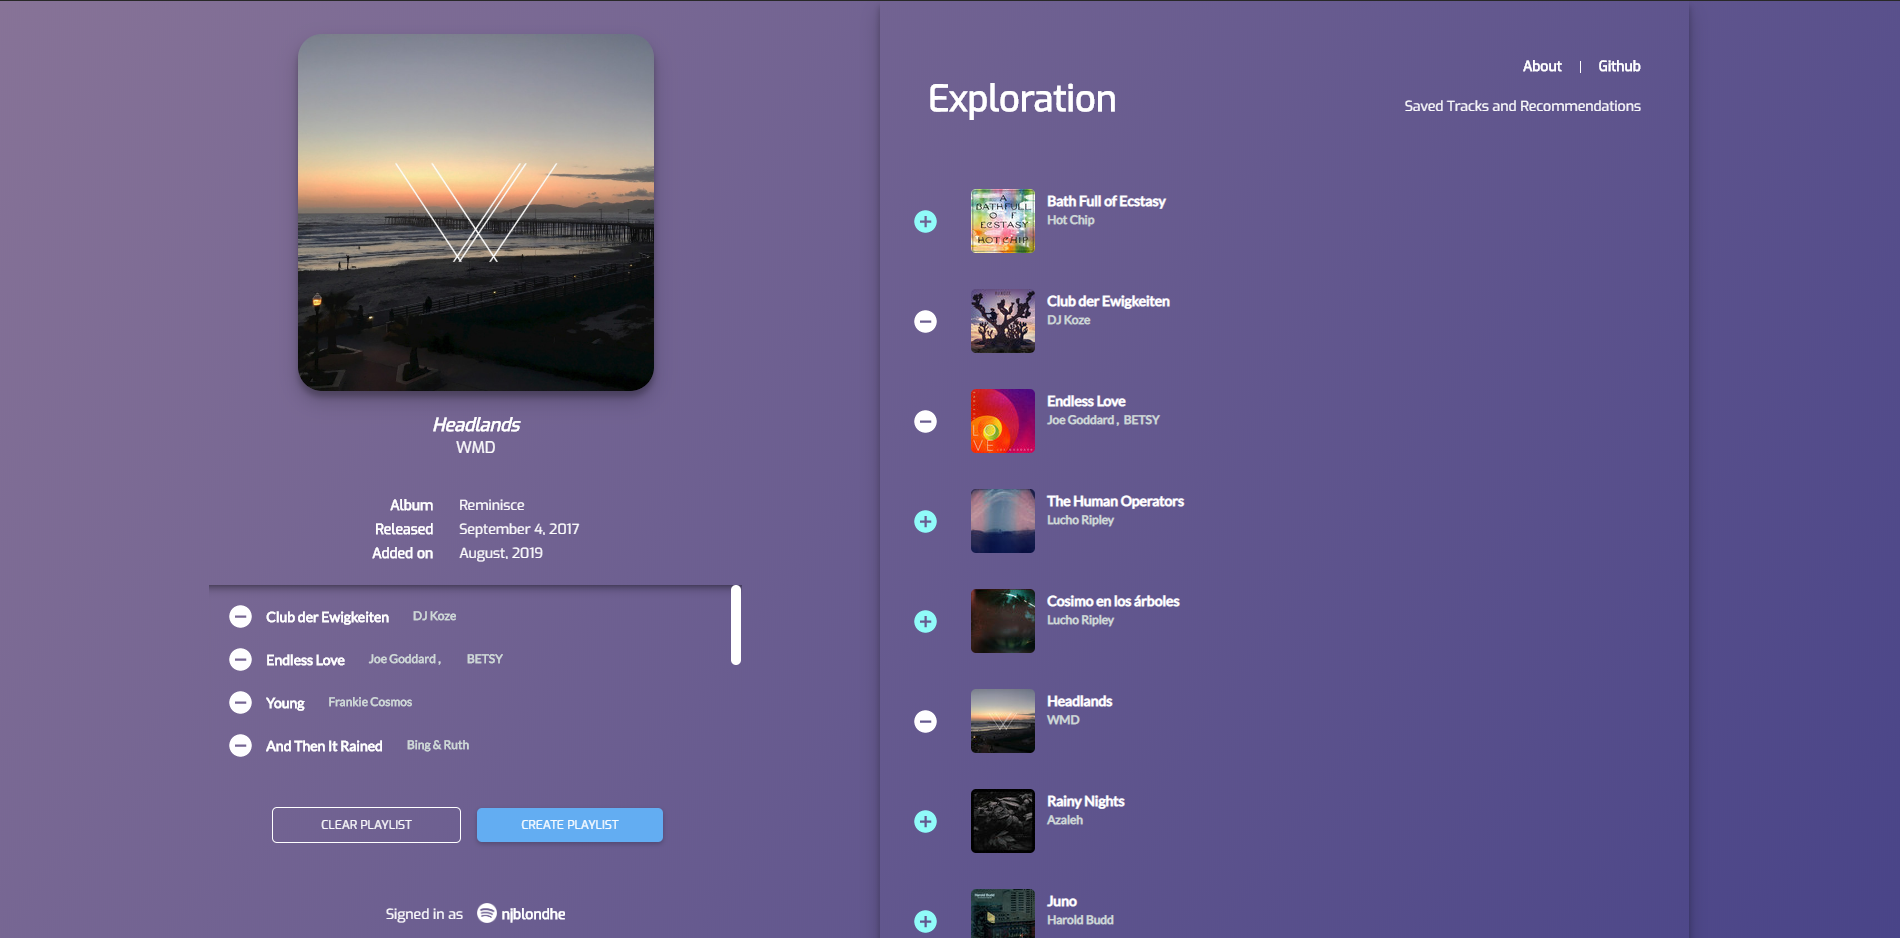 Headlands
WMD
Album Reminisce
Released September 4, 2017
Added on August, 2019
Club der Ewigkeiten DJ Koze
Endless Love Joe Goddard , BETSY
Young Frankie Cosmos
And Then It Rained Bing & Ruth
CLEAR PLAYLIST CREATE PLAYLIST
Signed in as njblondhe
About | Github
Exploration
Saved Tracks and Recommendations
A
BATH FULL
O F
ECSTASY
HOT CHIP
Bath Full of Ecstasy
Hot Chip
Club der Ewigkeiten
DJ Koze
Endless Love
Joe Goddard , BETSY
The Human Operators
Lucho Ripley
Cosimo en los árboles
Lucho Ripley
Headlands
WMD
Rainy Nights
Azaleh
Harold Budd
Juno
Harold Budd